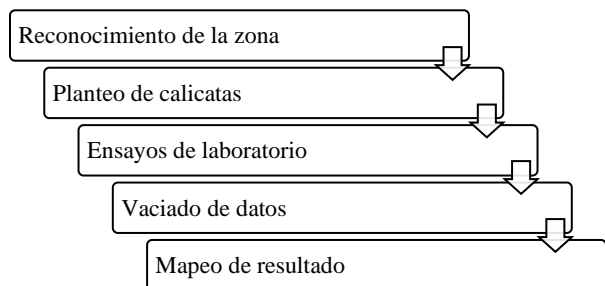 Reconocimiento de la zona
Planteo de calicatas
Ensayos de laboratorio
Vaciado de datos
Mapeo de resultado